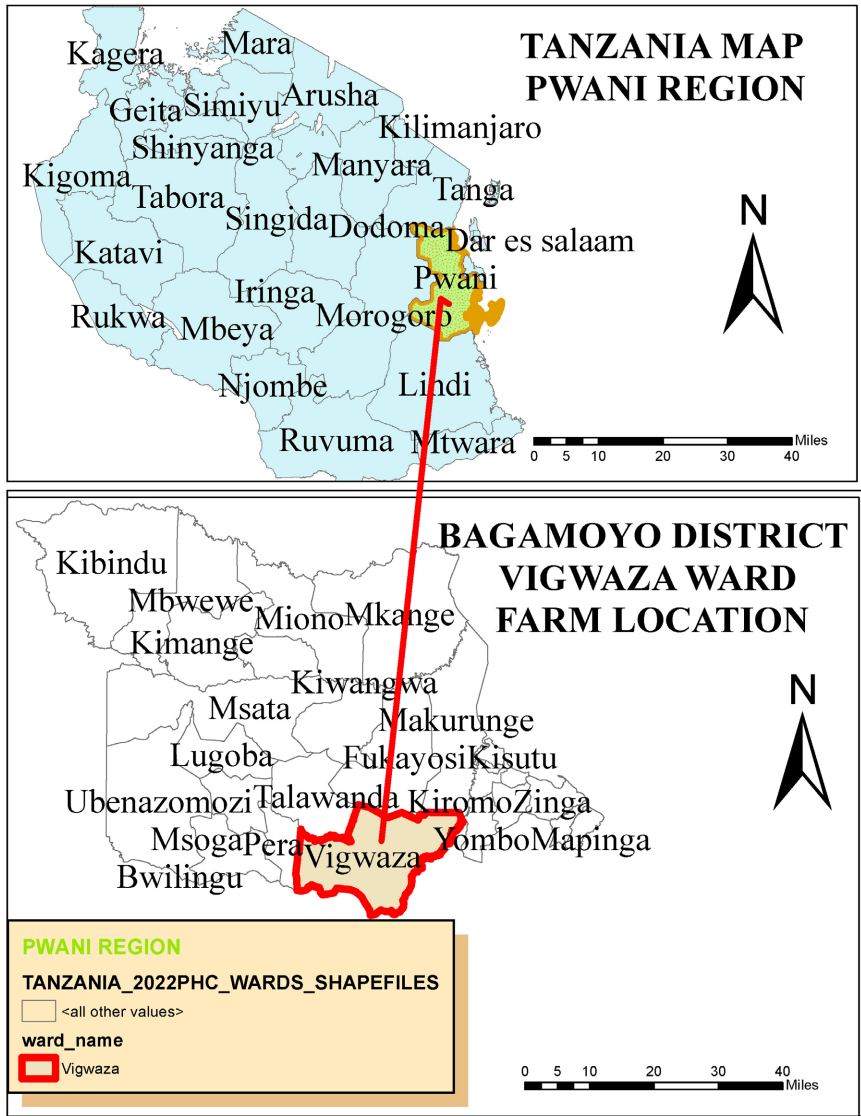 TANZANIA MAP
PWANI REGION
Kagera
Mara
Geita
Simiyu
Arusha
Kilimanjaro
Shinyanga
Manyara
Kigoma
Tabora
Tanga
Singida
Dodoma
Dar es salaam
Katavi
Pwani
Iringa
Rukwa
Mbeya
Morogoro
Njombe
Lindi
Ruvuma
Mtwara
N
Miles
0 5 10 20 30 40
BAGAMOYO DISTRICT
VIGWAZA WARD
FARM LOCATION
Kibindu
Mbwewe
Miono
Mkange
Kimange
Kiwangwa
Msata
Makurunge
Lugoba
Fukayosi
Kisutu
Ubenazomozi
Talawanda
Kiromo
Zinga
Msoga
Pera
Vigwaza
Yombo
Mapinga
Bwilingu
N
PWANI REGION
TANZANIA_2022PHC_WARDS_SHAPEFILES
<all other values>
ward_name
Vigwaza
0 5 10 20 30 40
Miles